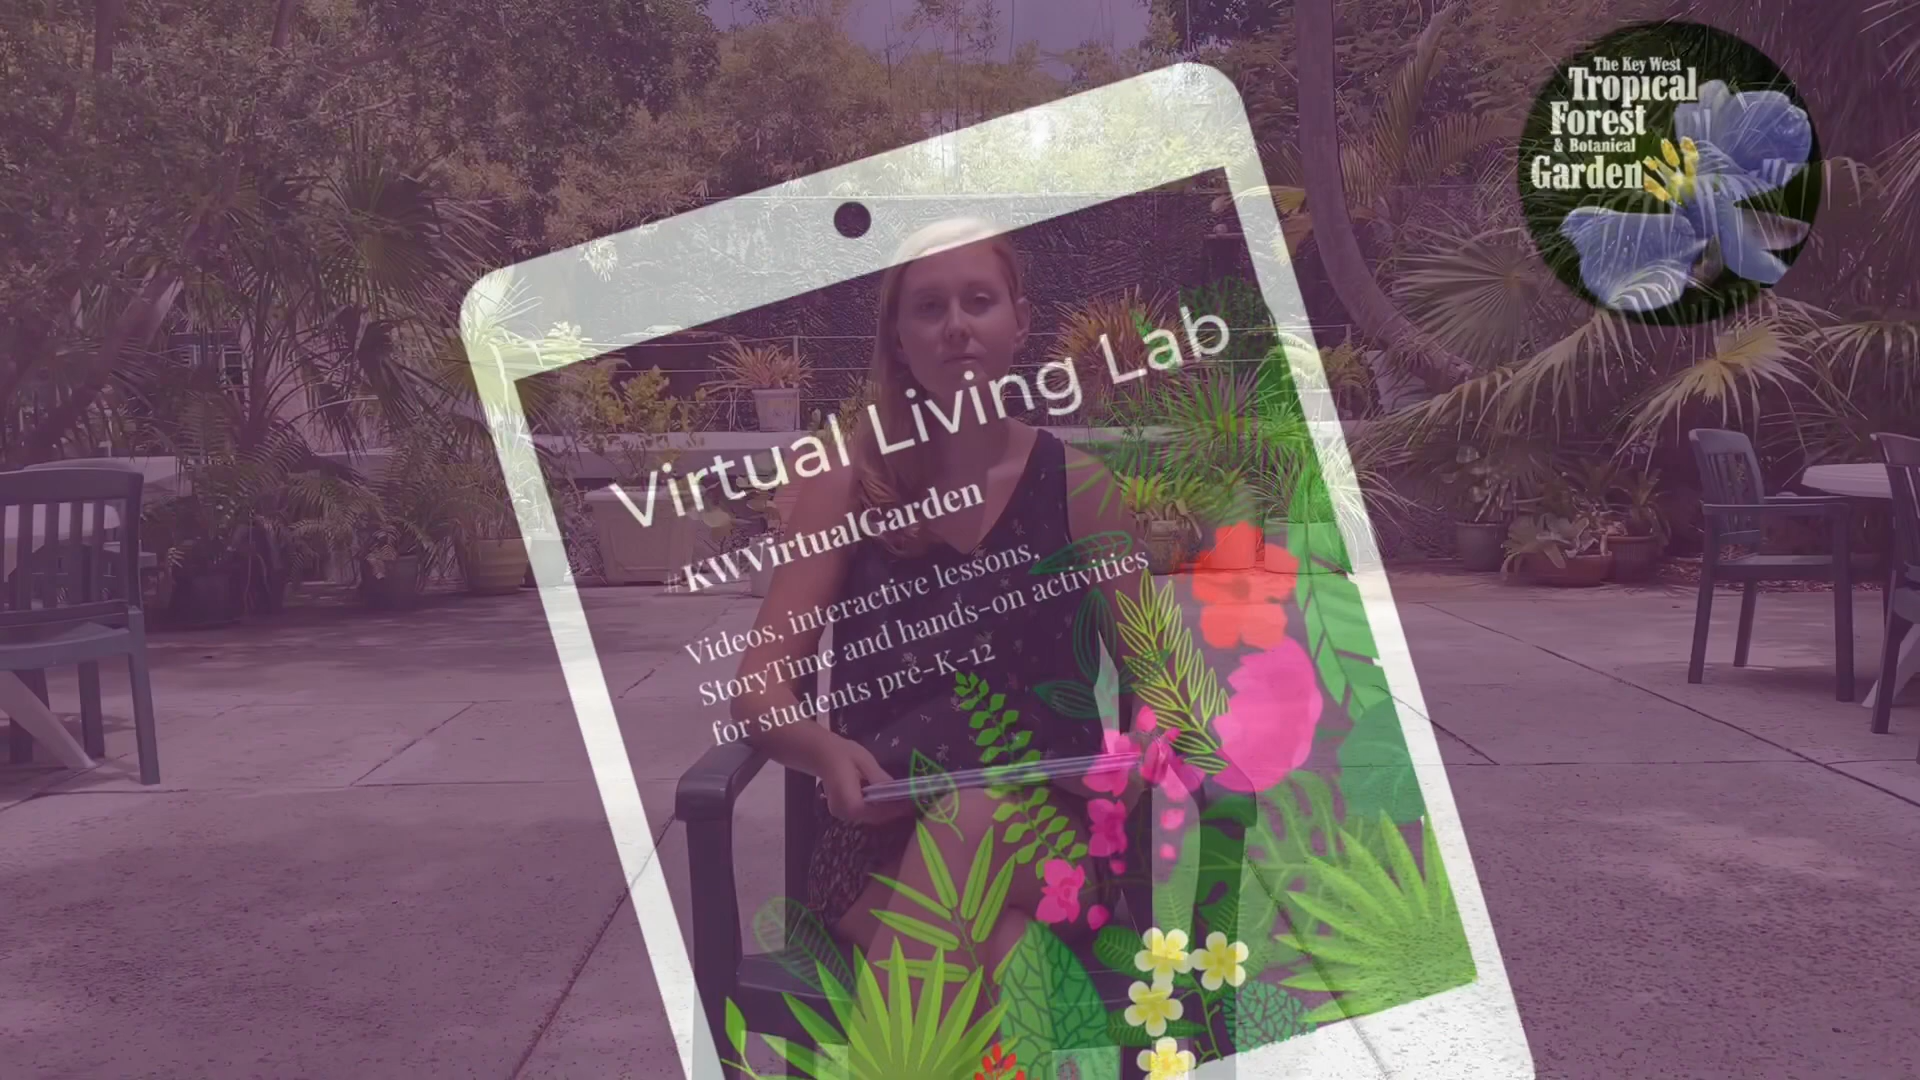 The Key West
Tropical
Forest
& Botanical
Garden
Virtual Living Lab
#KWVirtualGarden
Videos, interactive lessons,
StoryTime and hands-on activities
for students pre-K-12